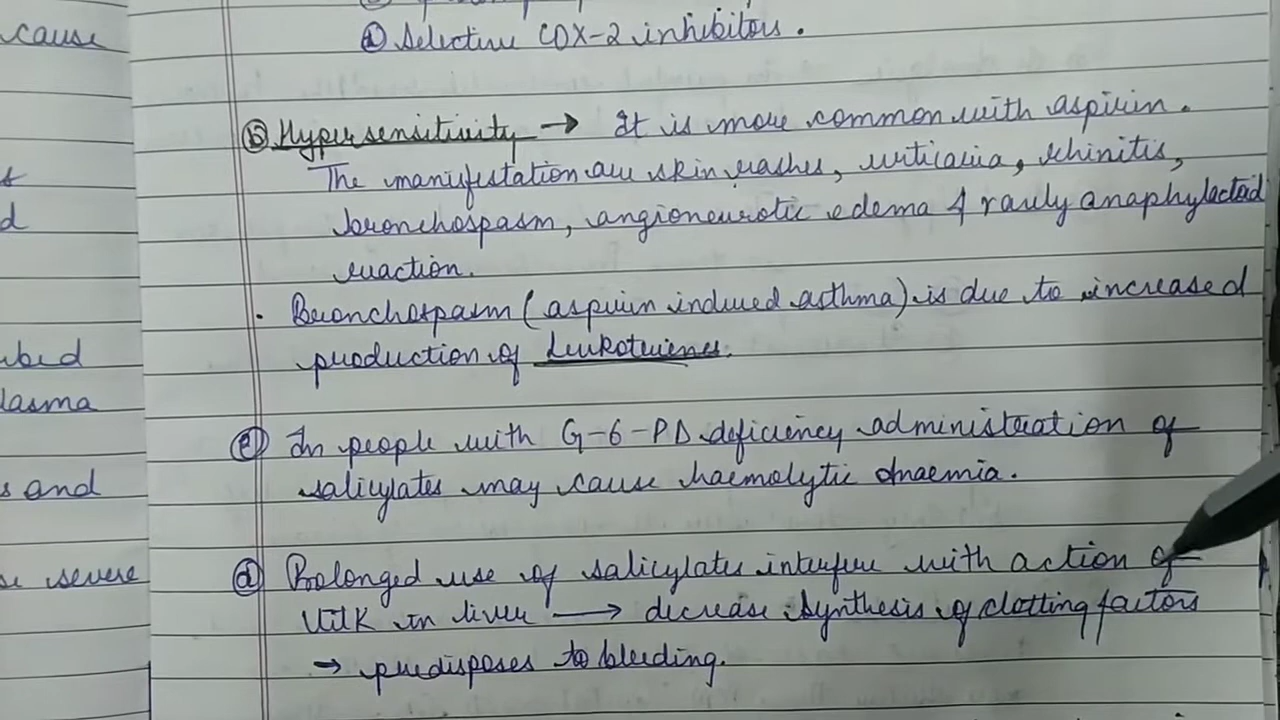 cause
ⓓ Selective COX-2 inhibitors.
ⓑ Hypersensitivity → It is more common with aspirin.
The manifestation are skin rashes, urticaria, rhinitis,
bronchospasm, angioneurotic edema & rarely anaphylactoid
reaction.
d
. Bronchospasm (aspirin induced asthma) is due to increased
production of Leukotrienes.
lasma
ⓒ In people with G-6-PD deficiency administration of
salicylates may cause haemolytic anaemia.
and
severe
ⓓ Prolonged use of salicylates interfere with action of
Vit K in liver → decrease synthesis of clotting factors
→ predisposes to bleeding.